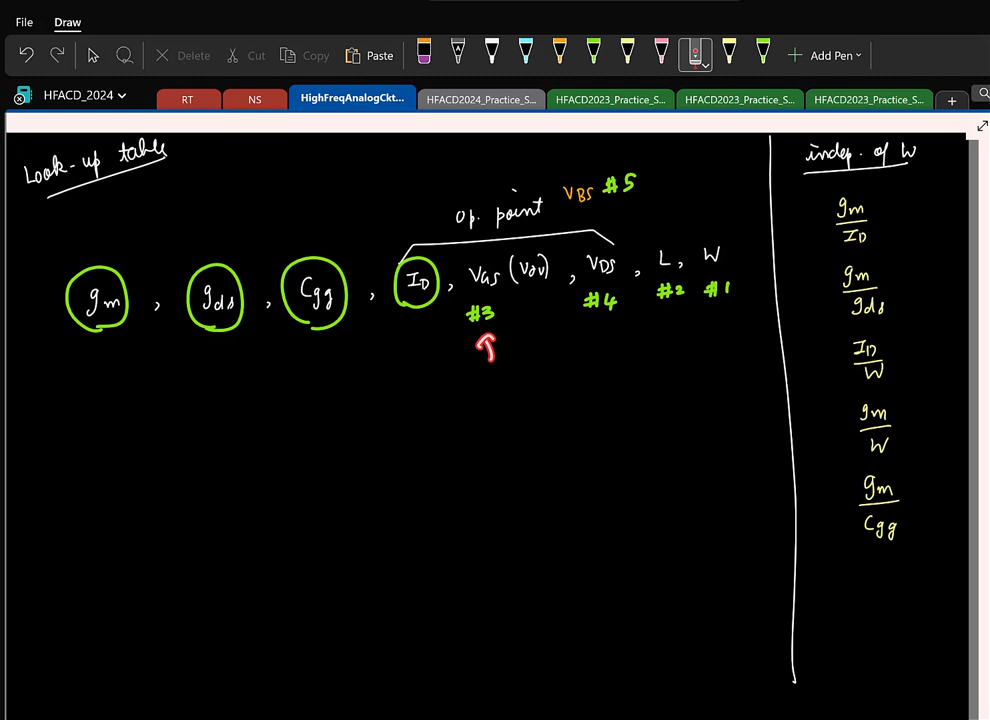 File Draw
Delete Cut Copy Paste Add Pen
HFACD_2024 RT NS HighFreqAnalogCkt... HFACD2024_Practice_S... HFACD2023_Practice_S... HFACD2023_Practice_S... HFACD2023_Practice_S... +
Look-up table
indep. of W
op. point VBS #5
gm , gds , Cgg , ID , VGS (Vov) , VDS , L, W
#3 #4 #2 #1
gm
ID
gm
gds
ID
W
gm
W
gm
Cgg